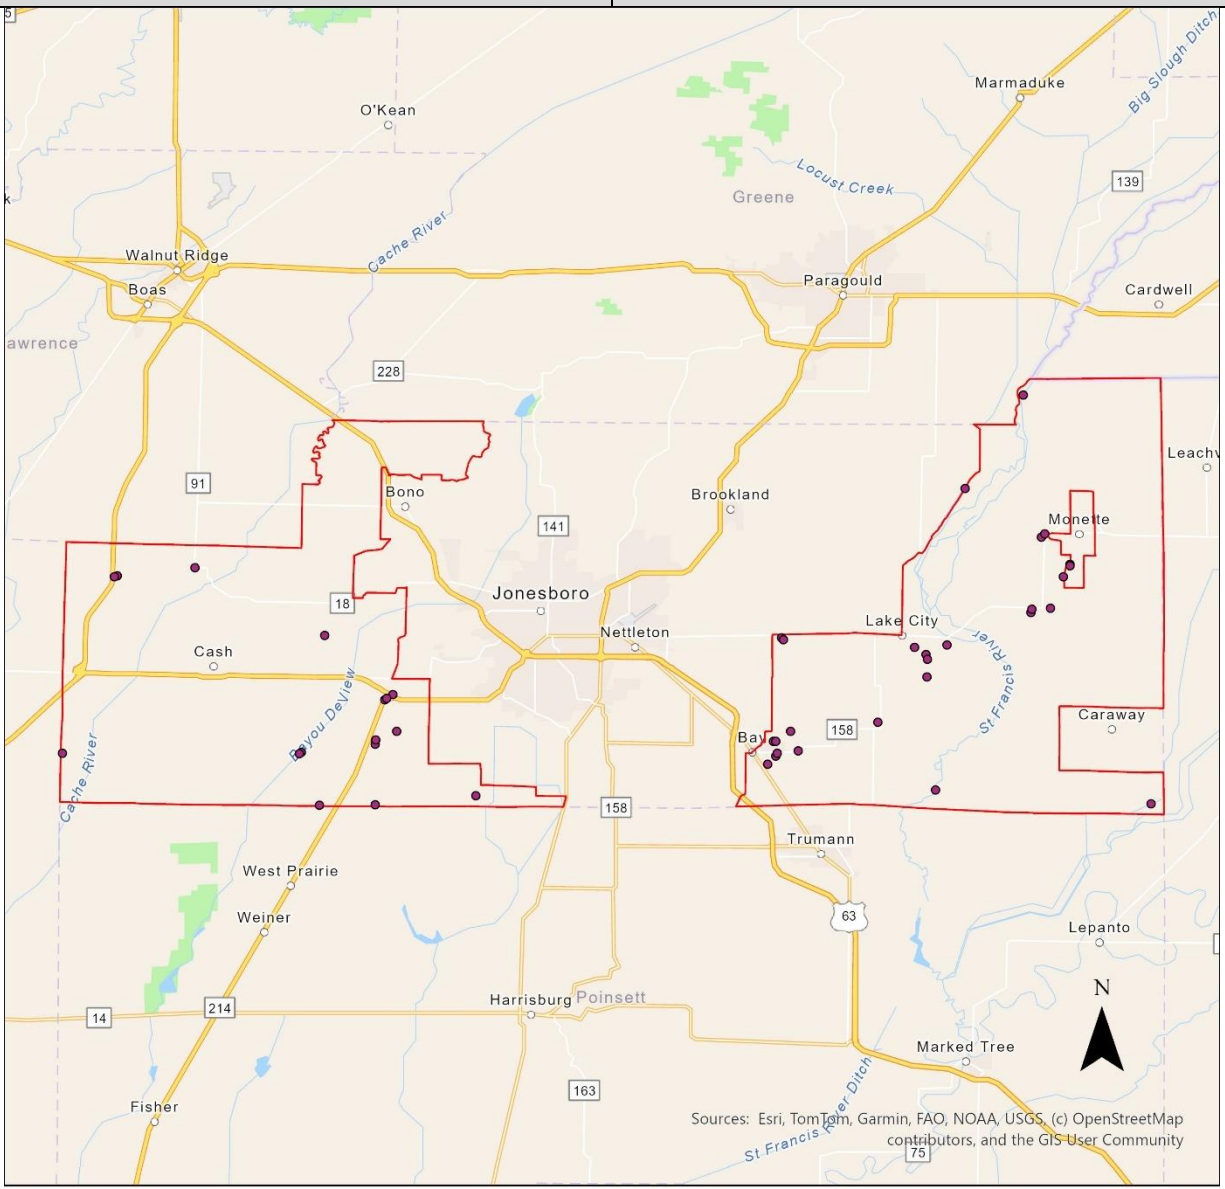 5
Big Slough Ditch
Marmaduke
O'Kean
Locust Creek
139
Greene
Cache River
Walnut Ridge
Paragould
Boas
Cardwell
awrence
228
Leachv
91
Bono
Brookland
Monette
141
Jonesboro
18
Lake City
Nettleton
Cash
St Francis River
Bayou DeView
Caraway
158
Bay
Cache River
158
Trumann
West Prairie
63
Weiner
Lepanto
N
Harrisburg
Poinsett
214
14
Marked Tree
163
Fisher
St Francis River Ditch
75
Sources: Esri, TomTom, Garmin, FAO, NOAA, USGS, (c) OpenStreetMap
contributors, and the GIS User Community